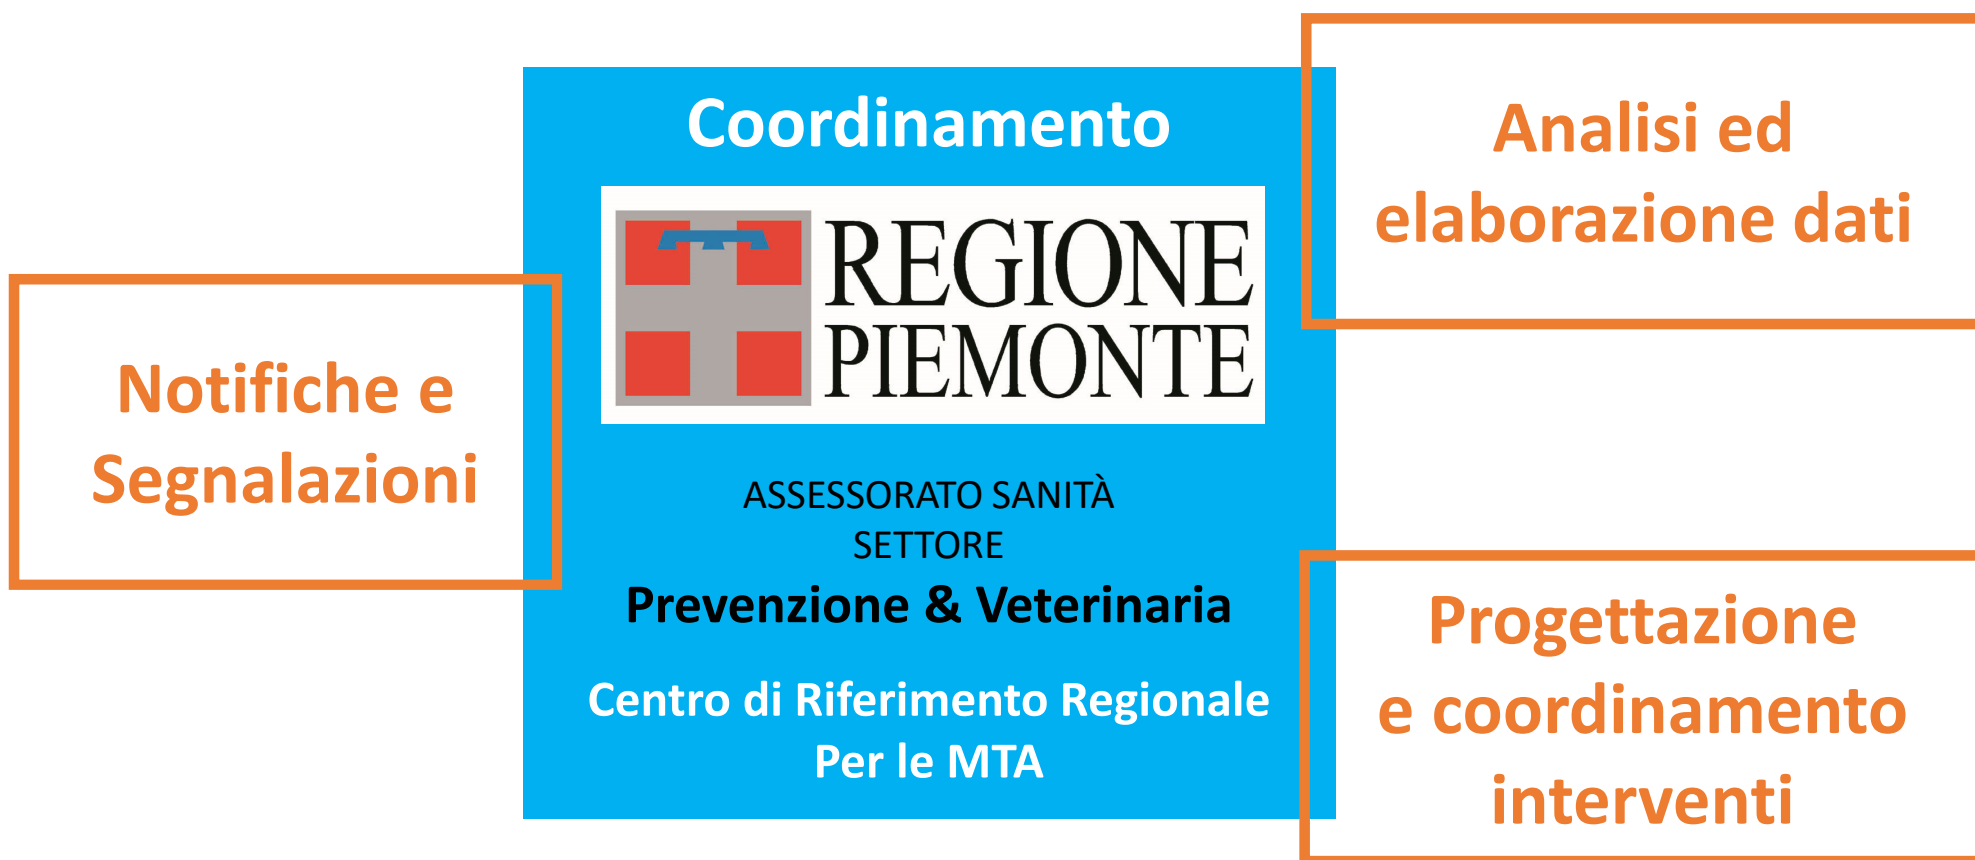 Coordinamento
REGIONE
PIEMONTE
ASSESSORATO SANITÀ
SETTORE
Prevenzione & Veterinaria
Centro di Riferimento Regionale
Per le MTA
Notifiche e
Segnalazioni
Analisi ed
elaborazione dati
Progettazione
e coordinamento
interventi